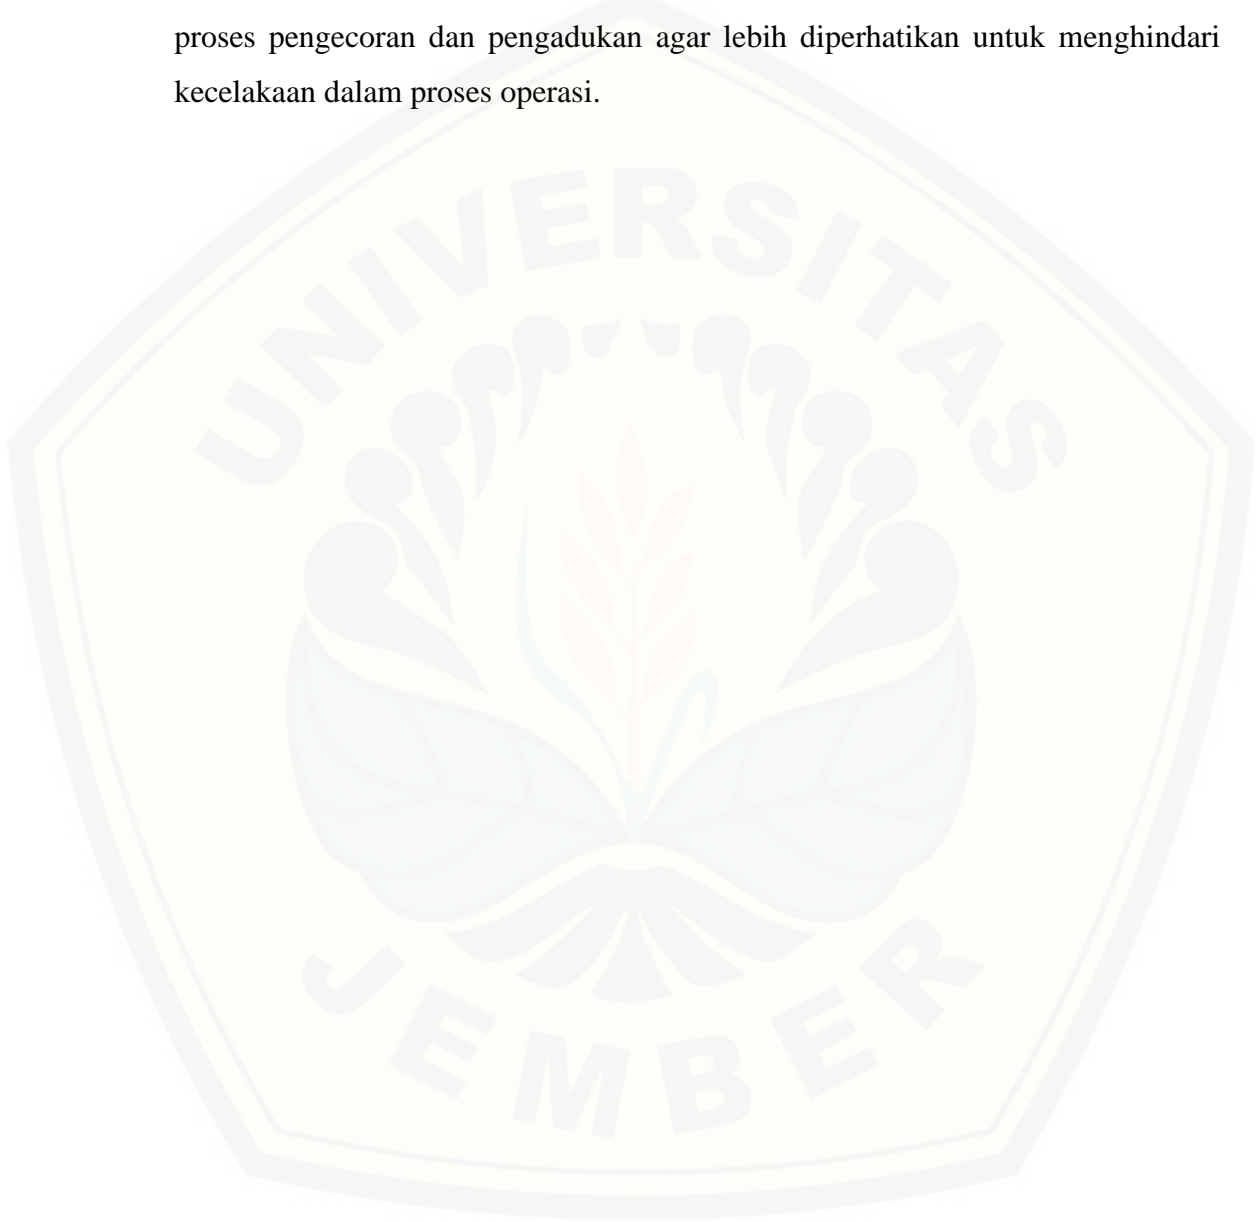 proses pengecoran dan pengadukan agar lebih diperhatikan untuk menghindari
kecelakaan dalam proses operasi.
UNIVERSITAS
JEMBER